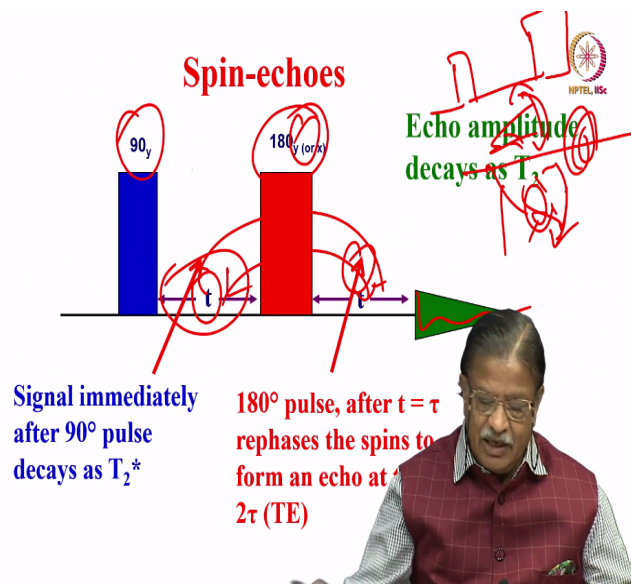 Spin-echoes
NPTEL, IISc
90y
180y (or x)
Echo amplitude
decays as T2
t
t
Signal immediately
after 90° pulse
decays as T2*
180° pulse, after t = τ
rephases the spins to
form an echo at
2τ (TE)